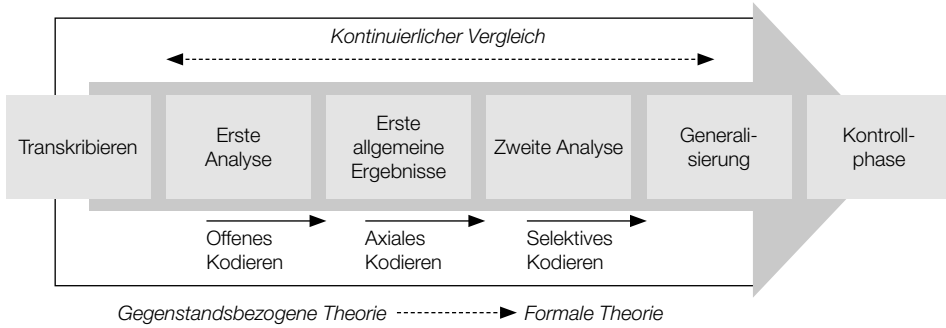 Kontinuierlicher Vergleich
Transkribieren
Erste
Analyse
Erste
allgemeine
Ergebnisse
Zweite Analyse
Generali-
sierung
Kontroll-
phase
Offenes
Kodieren
Axiales
Kodieren
Selektives
Kodieren
Gegenstandsbezogene Theorie
Formale Theorie